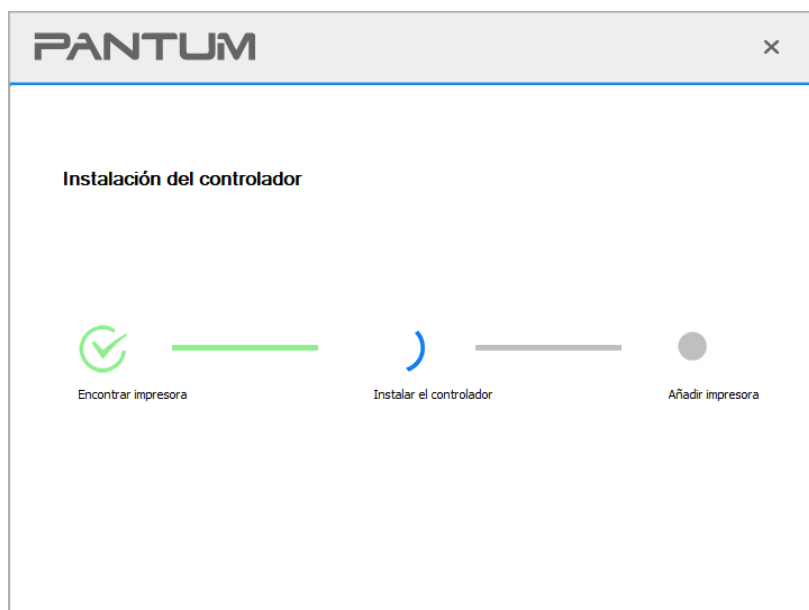 PANTUM
Instalación del controlador
Encontrar impresora
Instalar el controlador
Añadir impresora